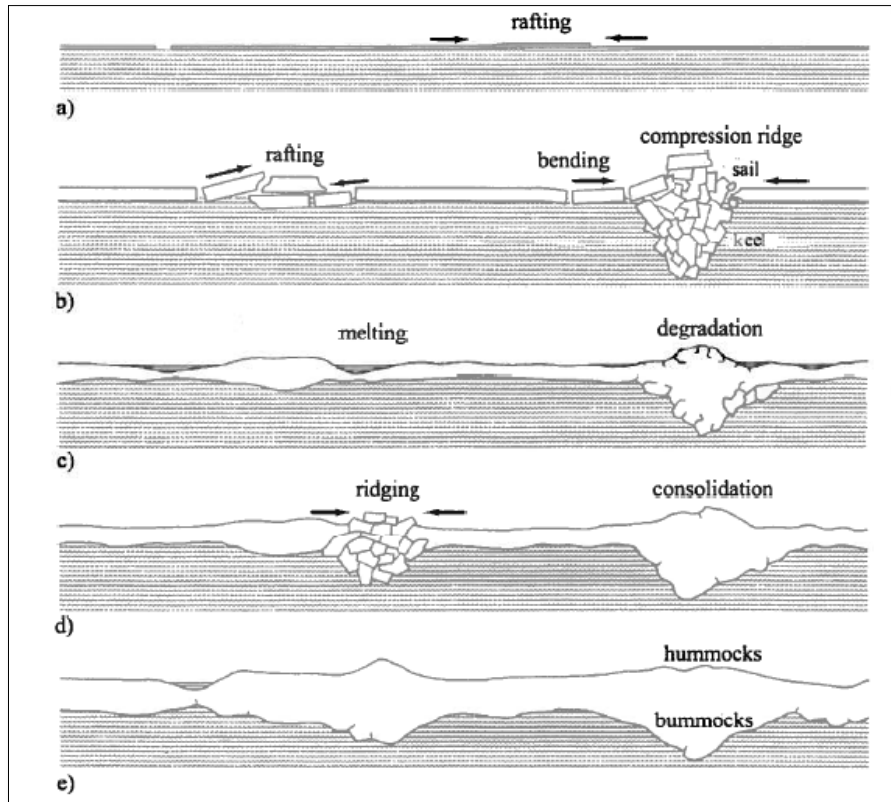 rafting
a)
compression ridge
rafting
bending
sail
keel
b)
melting
degradation
c)
ridging
consolidation
d)
hummocks
bummocks
e)